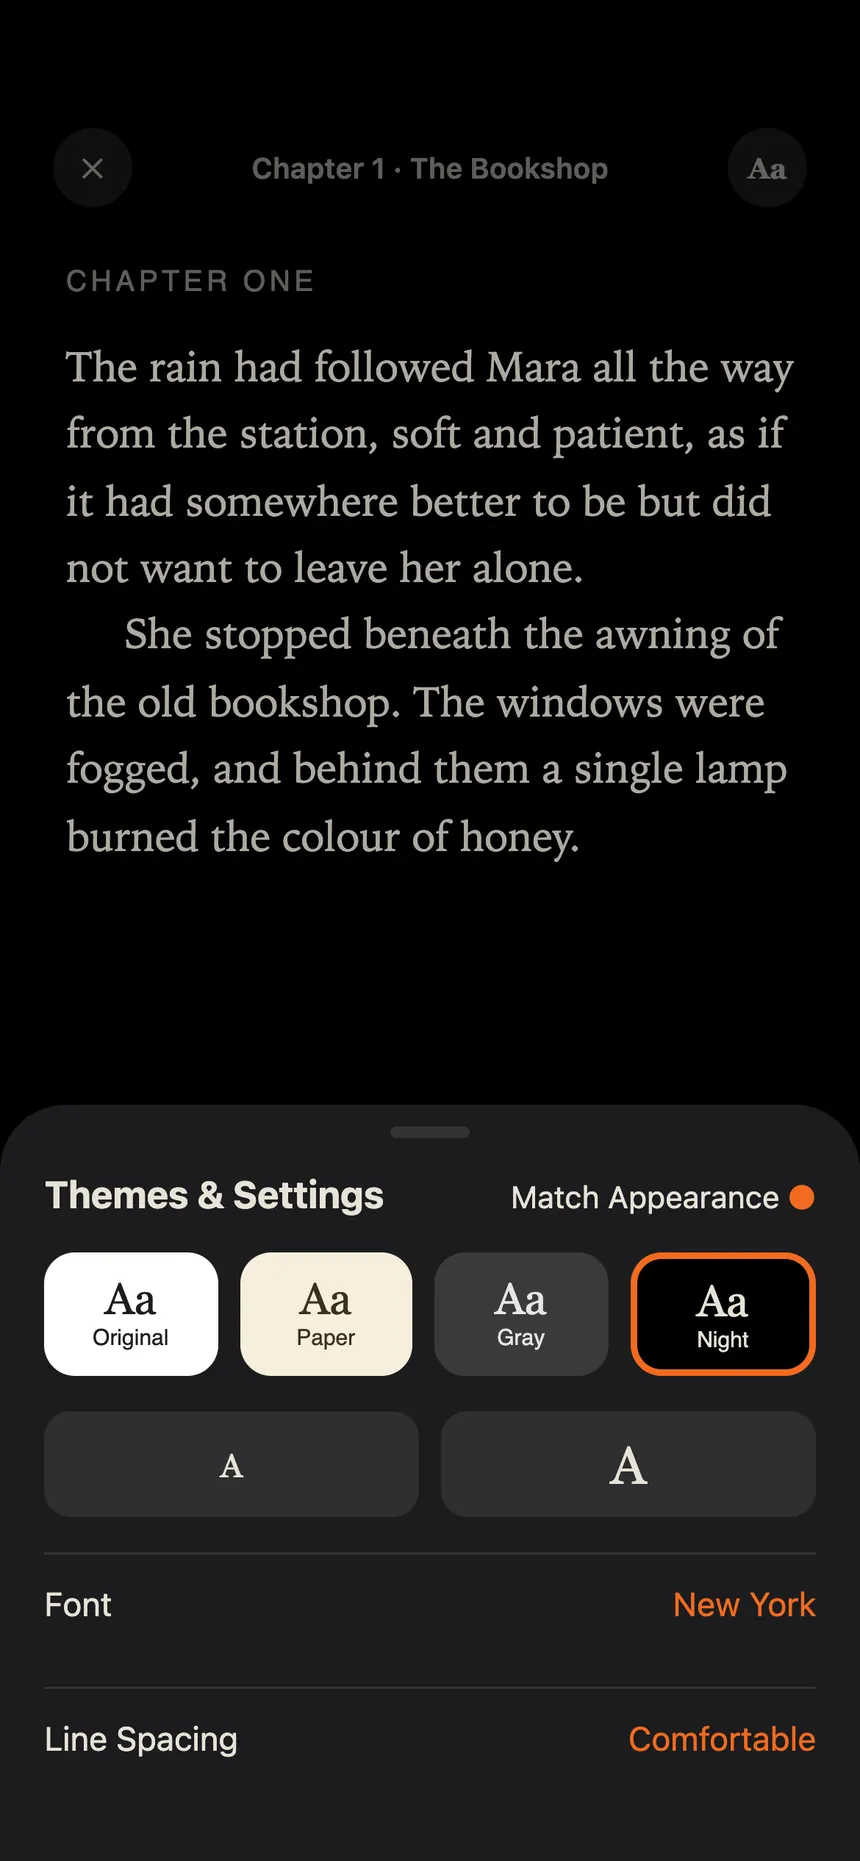 Chapter 1 · The Bookshop
Aa
CHAPTER ONE
The rain had followed Mara all the way
from the station, soft and patient, as if
it had somewhere better to be but did
not want to leave her alone.
She stopped beneath the awning of
the old bookshop. The windows were
fogged, and behind them a single lamp
burned the colour of honey.
Themes & Settings
Match Appearance
Aa
Original
Aa
Paper
Aa
Gray
Aa
Night
A
A
Font
New York
Line Spacing
Comfortable